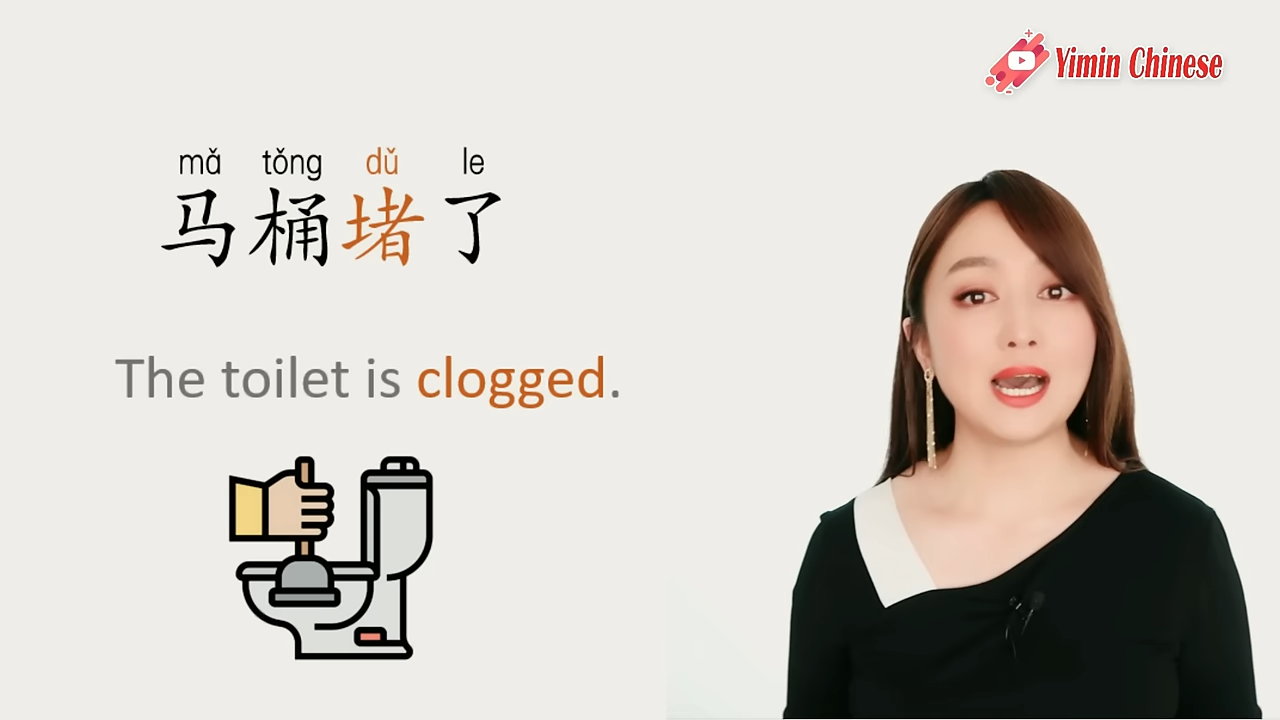 Yimin Chinese
mǎ tǒng dǔ le
马桶堵了
The toilet is clogged.